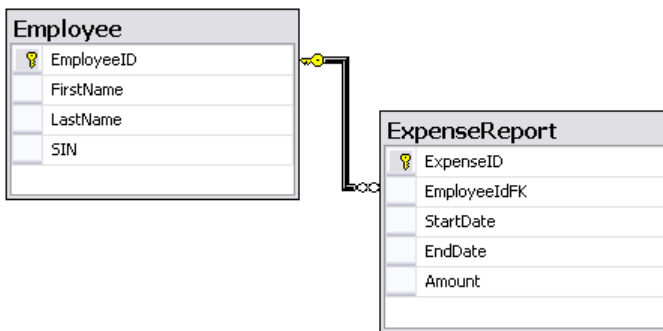 Employee
EmployeeID
FirstName
LastName
SIN
ExpenseReport
ExpenseID
EmployeeIdFK
StartDate
EndDate
Amount